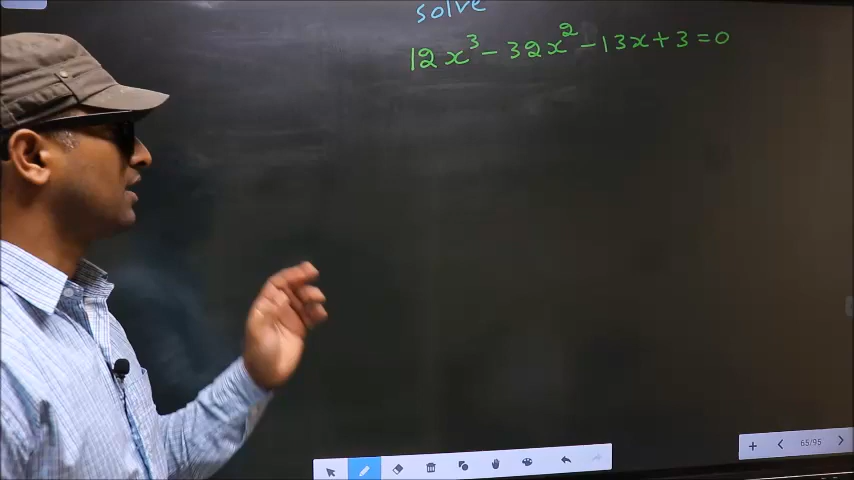 solve
12x³ - 32x² - 13x + 3 = 0
65/95